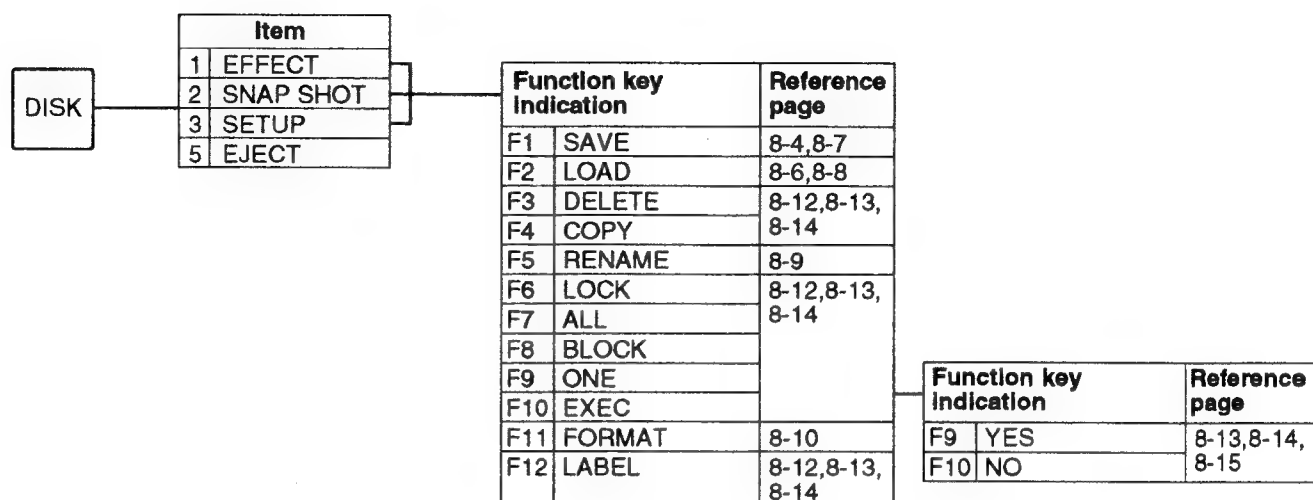 DISK
Item
1 EFFECT
2 SNAP SHOT
3 SETUP
5 EJECT
Function key Reference
indication page
F1 SAVE 8-4,8-7
F2 LOAD 8-6,8-8
F3 DELETE 8-12,8-13,
F4 COPY 8-14
F5 RENAME 8-9
F6 LOCK 8-12,8-13,
F7 ALL 8-14
F8 BLOCK
F9 ONE
F10 EXEC
F11 FORMAT 8-10
F12 LABEL 8-12,8-13,
8-14
Function key Reference
indication page
F9 YES 8-13,8-14,
F10 NO 8-15